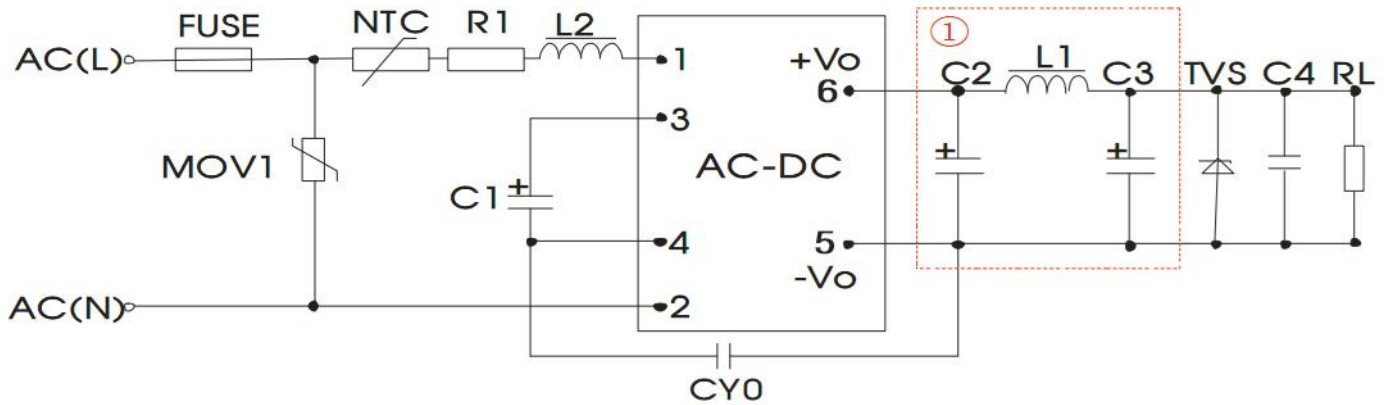 FUSE NTC R1 L2
AC(L) 1 +Vo ① C2 L1 C3 TVS C4 RL
6
3
MOV1 AC-DC
C1 + + +
4 5
-Vo
AC(N) 2
CY0